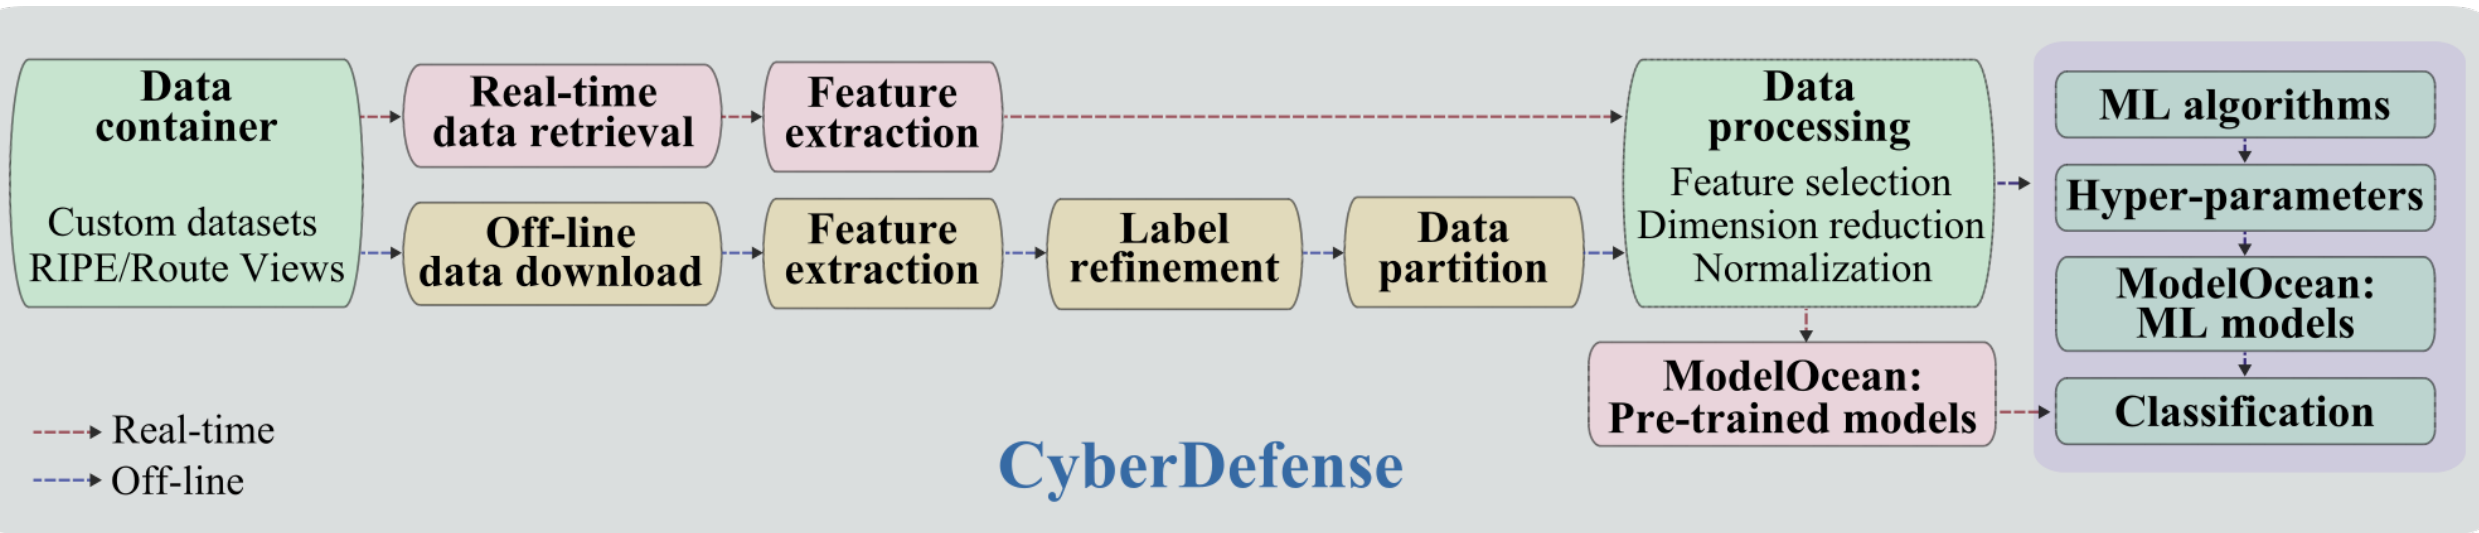 Data
container
Custom datasets
RIPE/Route Views
Real-time
data retrieval
Feature
extraction
Off-line
data download
Feature
extraction
Label
refinement
Data
partition
Data
processing
Feature selection
Dimension reduction
Normalization
ModelOcean:
Pre-trained models
ML algorithms
Hyper-parameters
ModelOcean:
ML models
Classification
Real-time
Off-line
CyberDefense